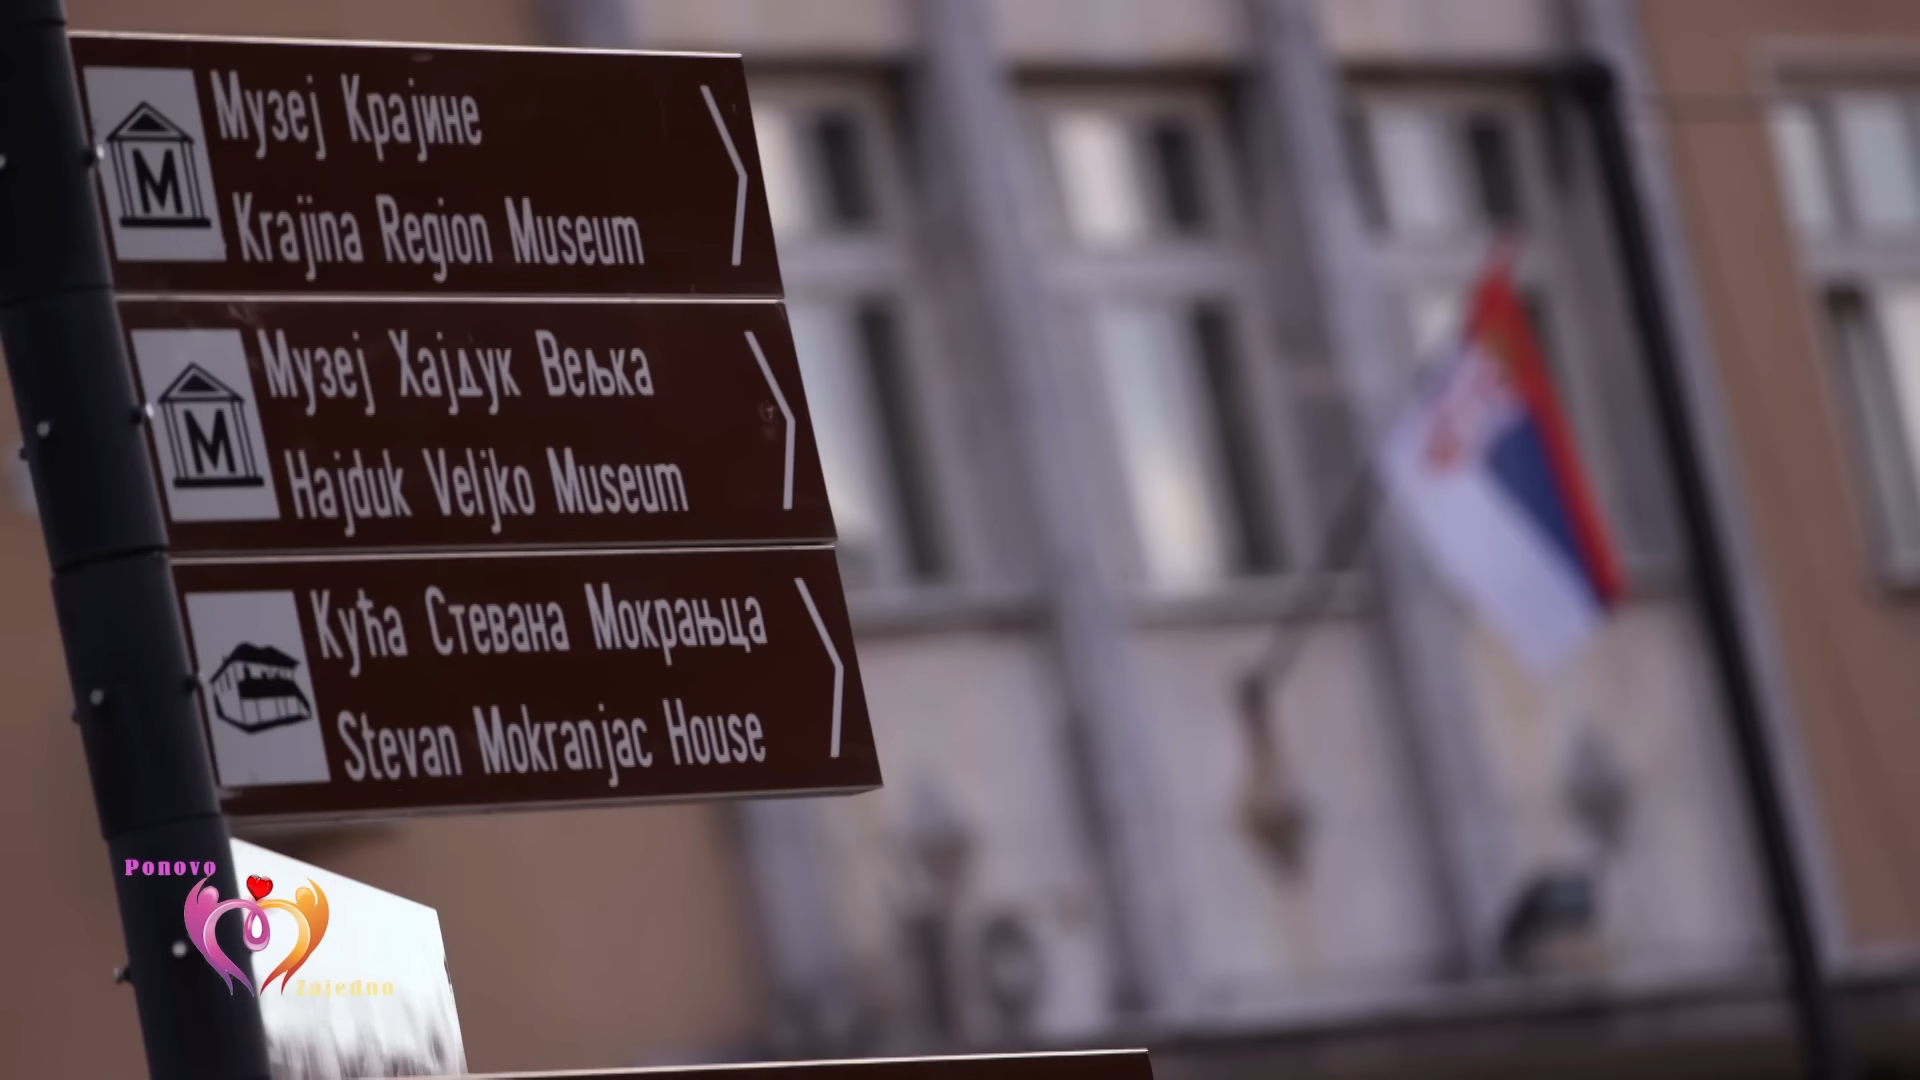 Музеј Крајине
Krajina Region Museum
Музеј Хајдук Вељка
Hajduk Veljko Museum
Кућа Стевана Мокрањца
Stevan Mokranjac House
Ponovo
Zajedno